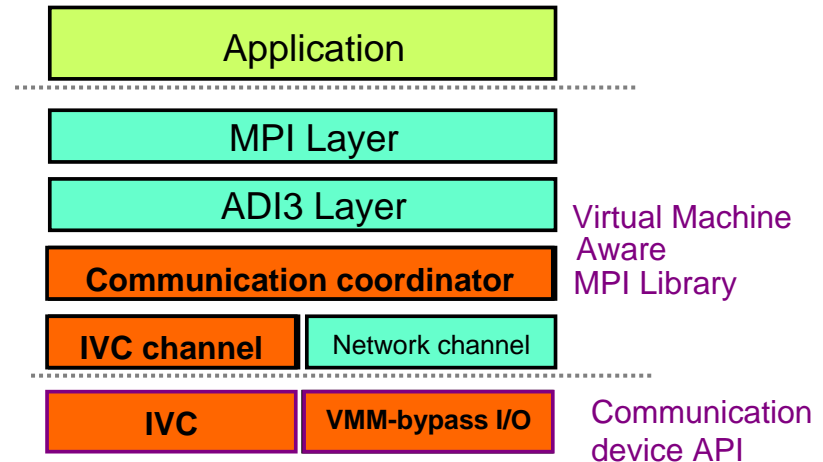 Application
MPI Layer
ADI3 Layer
Virtual Machine
Aware
MPI Library
Communication coordinator
IVC channel
Network channel
IVC
VMM-bypass I/O
Communication
device API